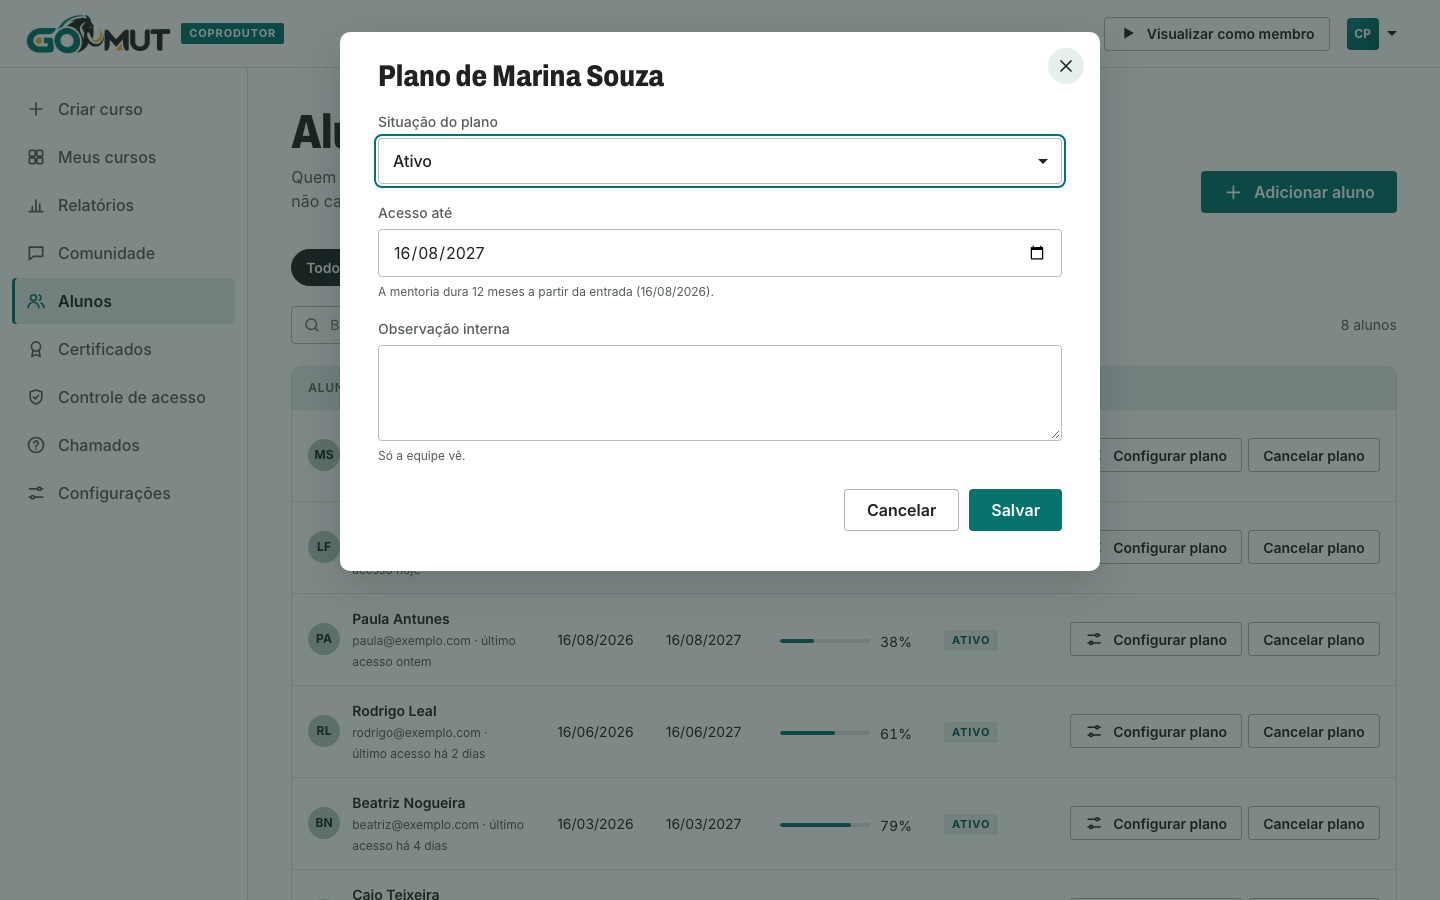 GO MUT
COPRODUTOR
Visualizar como membro
CP
Criar curso
Meus cursos
Relatórios
Comunidade
Alunos
Certificados
Controle de acesso
Chamados
Configurações
Plano de Marina Souza
Situação do plano
Ativo
Acesso até
16/08/2027
A mentoria dura 12 meses a partir da entrada (16/08/2026).
Observação interna
Só a equipe vê.
Cancelar
Salvar
Quem
não
Adicionar aluno
8 alunos
MS
Configurar plano
Cancelar plano
LF
acesso hoje
Configurar plano
Cancelar plano
PA
Paula Antunes
paula@exemplo.com · último
acesso ontem
16/08/2026
16/08/2027
38%
ATIVO
Configurar plano
Cancelar plano
RL
Rodrigo Leal
rodrigo@exemplo.com ·
último acesso há 2 dias
16/06/2026
16/06/2027
61%
ATIVO
Configurar plano
Cancelar plano
BN
Beatriz Nogueira
beatriz@exemplo.com · último
acesso há 4 dias
16/03/2026
16/03/2027
79%
ATIVO
Configurar plano
Cancelar plano
Caio Teixeira